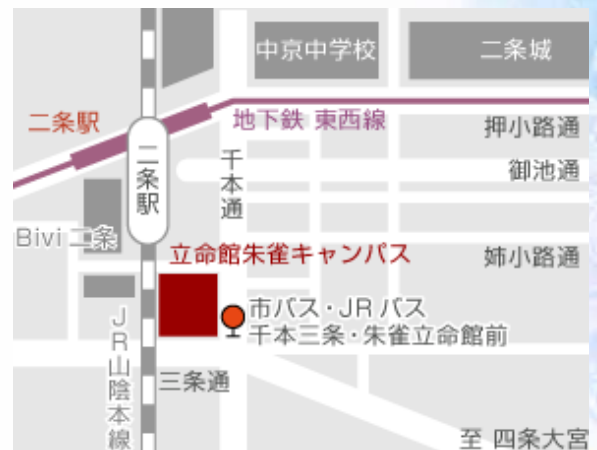 中京中学校
二条城
二条駅
地下鉄 東西線
押小路通
二条駅
千本通
御池通
Bivi 二条
立命館朱雀キャンパス
姉小路通
市バス・JRバス
千本三条・朱雀立命館前
JR山陰本線
三条通
至 四条大宮